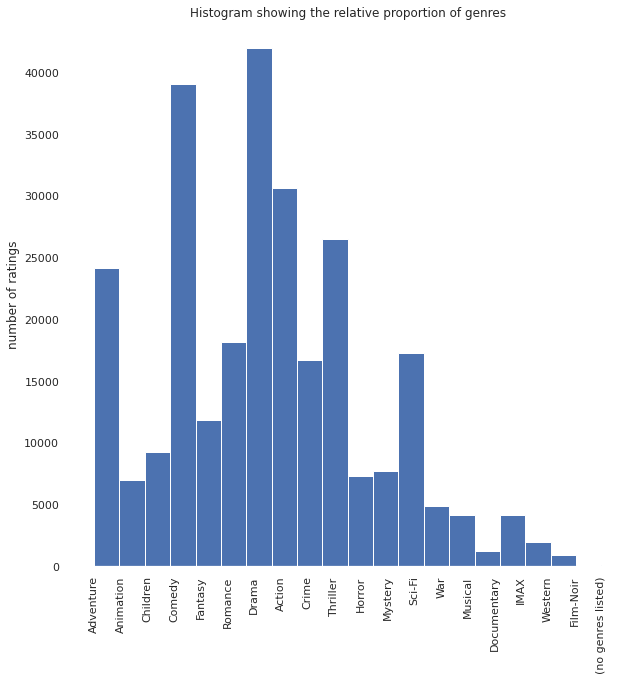 Histogram showing the relative proportion of genres
number of ratings
40000
35000
30000
25000
20000
15000
10000
5000
0
Adventure
Animation
Children
Comedy
Fantasy
Romance
Drama
Action
Crime
Thriller
Horror
Mystery
Sci-Fi
War
Musical
Documentary
IMAX
Western
Film-Noir
(no genres listed)